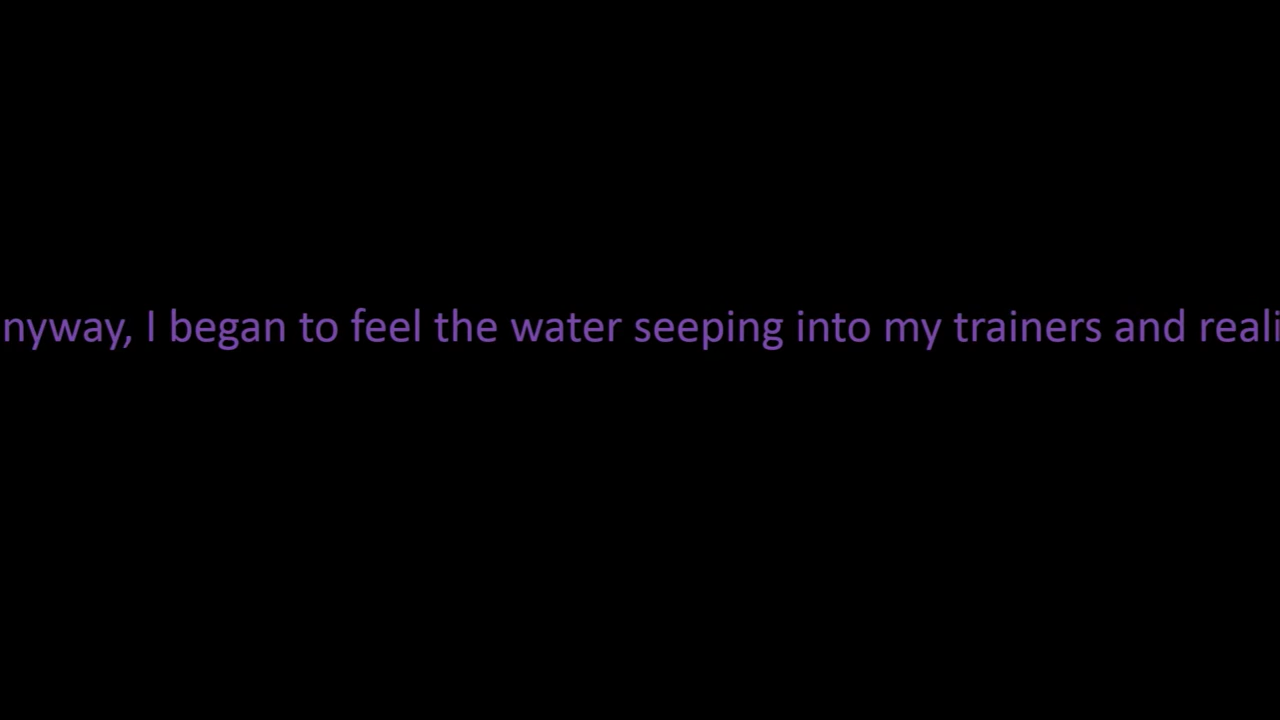 nyway, I began to feel the water seeping into my trainers and reali